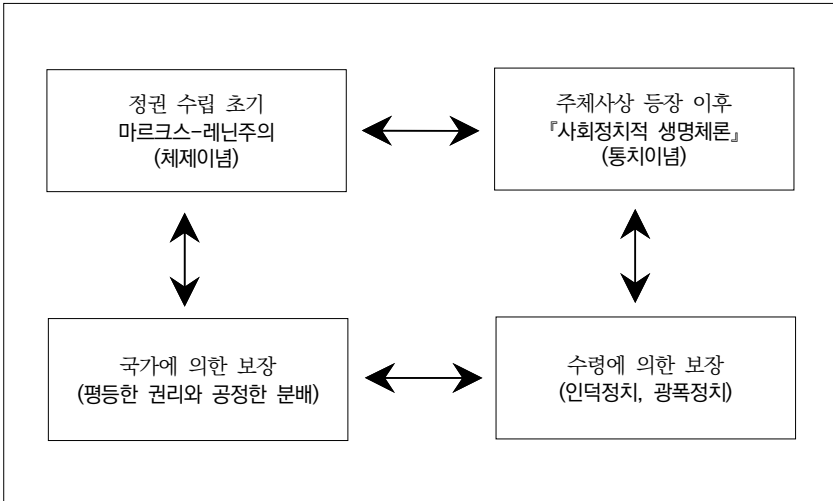 정권 수립 초기
마르크스-레닌주의
(체제이념)
주체사상 등장 이후
『사회정치적 생명체론』
(통치이념)
국가에 의한 보장
(평등한 권리와 공정한 분배)
수령에 의한 보장
(인덕정치, 광폭정치)